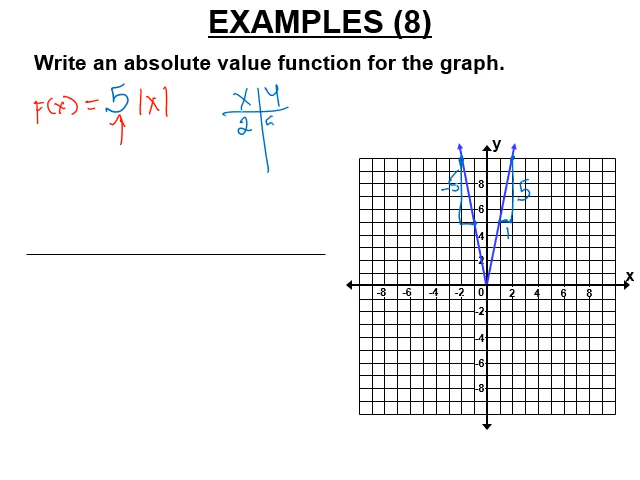 EXAMPLES (8)
Write an absolute value function for the graph.
F(x) = 5 |x|
x y
2
y
8
6
4
2
-5
5
1
x
-8 -6 -4 -2 0 2 4 6 8
-2
-4
-6
-8